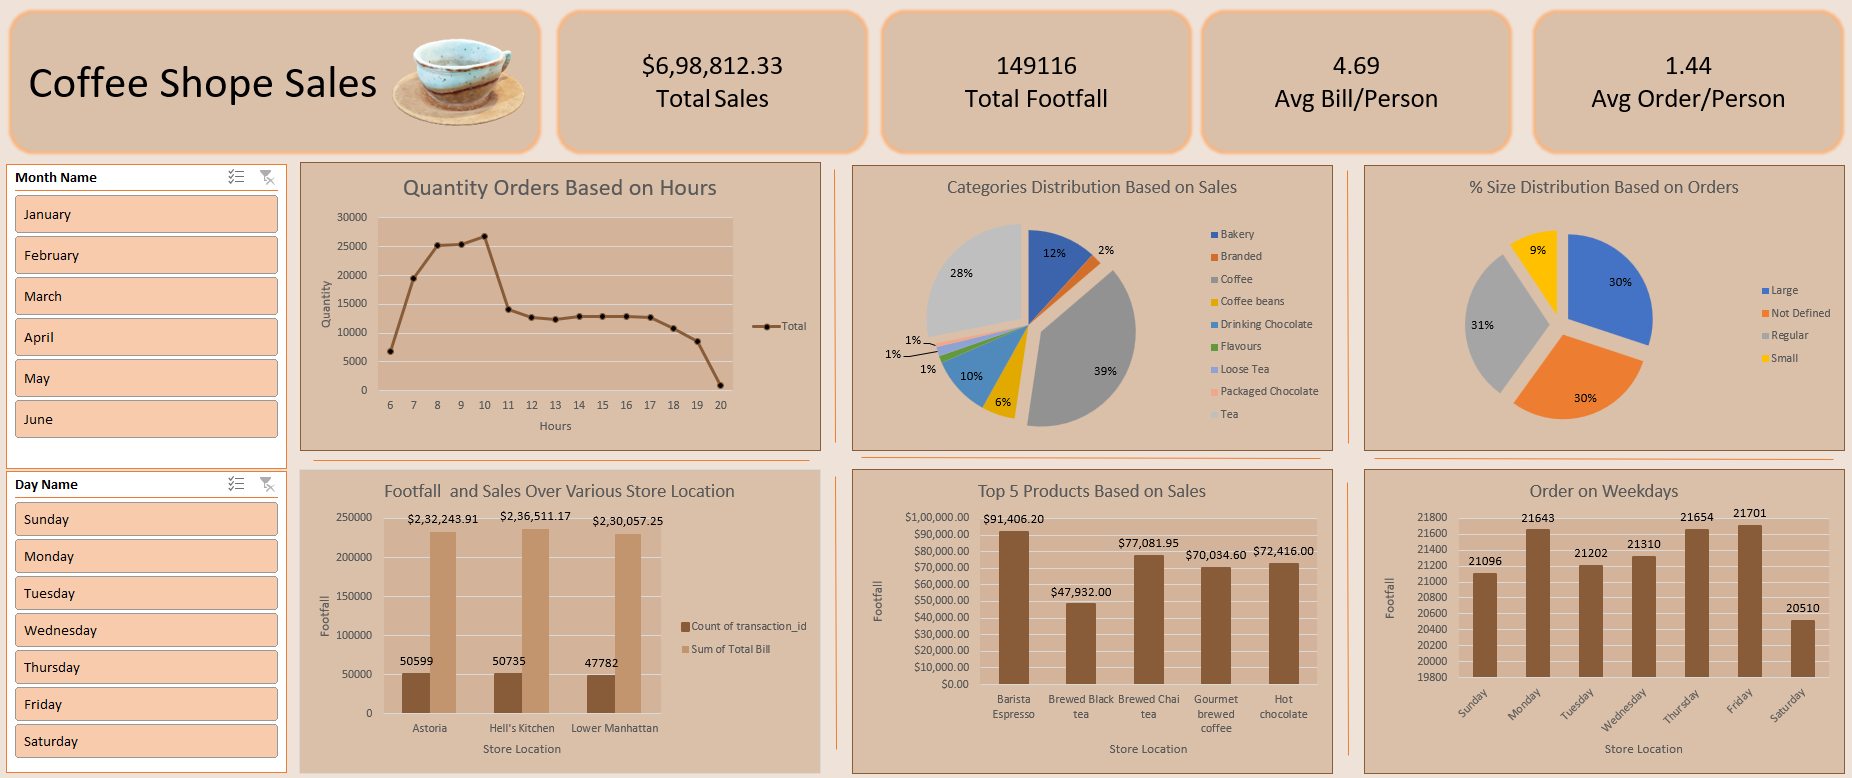 Coffee Shope Sales
$6,98,812.33
Total Sales
149116
Total Footfall
4.69
Avg Bill/Person
1.44
Avg Order/Person
Month Name
January
February
March
April
May
June
Day Name
Sunday
Monday
Tuesday
Wednesday
Thursday
Friday
Saturday
Quantity Orders Based on Hours
30000
25000
20000
15000
10000
5000
0
Quantity
6 7 8 9 10 11 12 13 14 15 16 17 18 19 20
Hours
Total
Categories Distribution Based on Sales
12%
2%
39%
6%
10%
1%
1%
1%
28%
Bakery
Branded
Coffee
Coffee beans
Drinking Chocolate
Flavours
Loose Tea
Packaged Chocolate
Tea
% Size Distribution Based on Orders
30%
30%
31%
9%
Large
Not Defined
Regular
Small
Footfall and Sales Over Various Store Location
250000
200000
150000
100000
50000
0
Footfall
$2,32,243.91 $2,36,511.17 $2,30,057.25
50599 50735 47782
Astoria Hell's Kitchen Lower Manhattan
Store Location
Count of transaction_id
Sum of Total Bill
Top 5 Products Based on Sales
$1,00,000.00
$90,000.00
$80,000.00
$70,000.00
$60,000.00
$50,000.00
$40,000.00
$30,000.00
$20,000.00
$10,000.00
$0.00
Footfall
$91,406.20
$47,932.00
$77,081.95
$70,034.60
$72,416.00
Barista
Espresso
Brewed Black
tea
Brewed Chai
tea
Gourmet
brewed
coffee
Hot
chocolate
Store Location
Order on Weekdays
21800
21600
21400
21200
21000
20800
20600
20400
20200
20000
19800
Footfall
21096
21643
21202
21310
21654
21701
20510
Sunday
Monday
Tuesday
Wednesday
Thursday
Friday
Saturday
Store Location